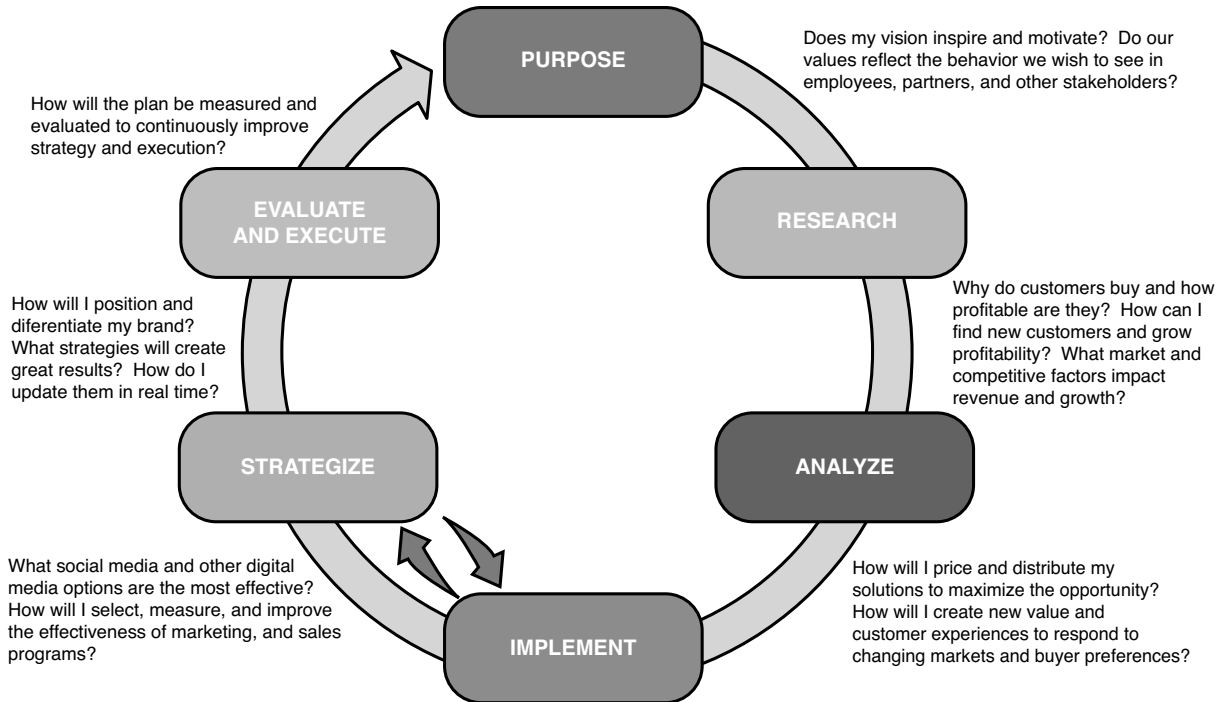 PURPOSE
Does my vision inspire and motivate?  Do our
values reflect the behavior we wish to see in
employees, partners, and other stakeholders?
RESEARCH
Why do customers buy and how
profitable are they?  How can I
find new customers and grow
profitability?  What market and
competitive factors impact
revenue and growth?
ANALYZE
How will I price and distribute my
solutions to maximize the opportunity?
How will I create new value and
customer experiences to respond to
changing markets and buyer preferences?
IMPLEMENT
What social media and other digital
media options are the most effective?
How will I select, measure, and improve
the effectiveness of marketing, and sales
programs?
STRATEGIZE
How will I position and
diferentiate my brand?
What strategies will create
great results?  How do I
update them in real time?
EVALUATE
AND EXECUTE
How will the plan be measured and
evaluated to continuously improve
strategy and execution?